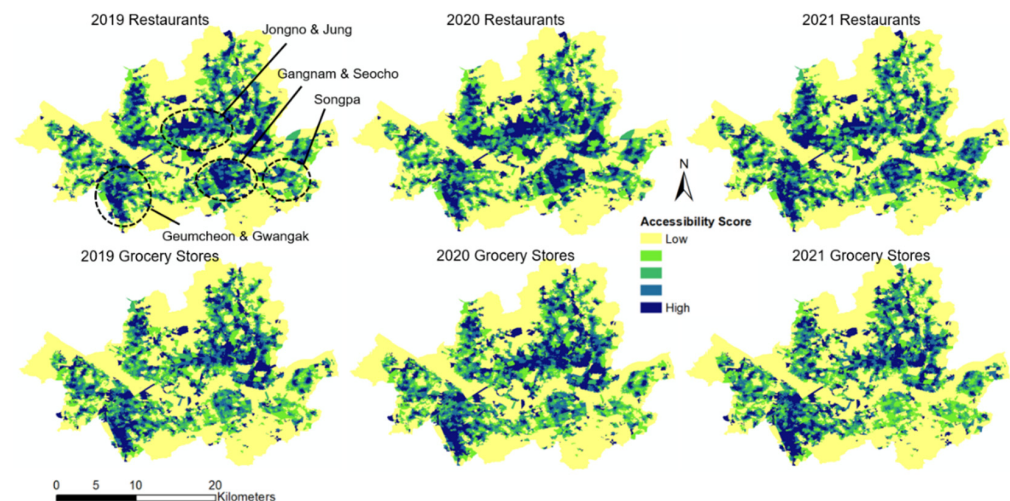 2019 Restaurants
2020 Restaurants
2021 Restaurants
Jongno & Jung
Gangnam & Seocho
Songpa
Geumcheon & Gwangak
N
Accessibility Score
Low
High
2019 Grocery Stores
2020 Grocery Stores
2021 Grocery Stores
0 5 10 20
Kilometers